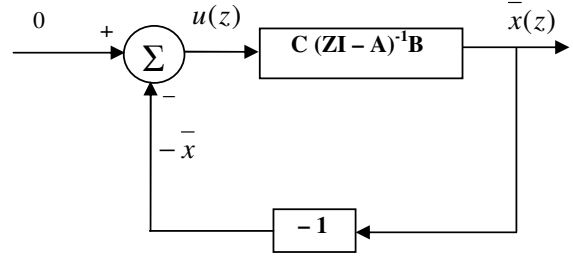 0
+
u(z)
x̄(z)
Σ
C (ZI – A)⁻¹B
−
− x̄
– 1